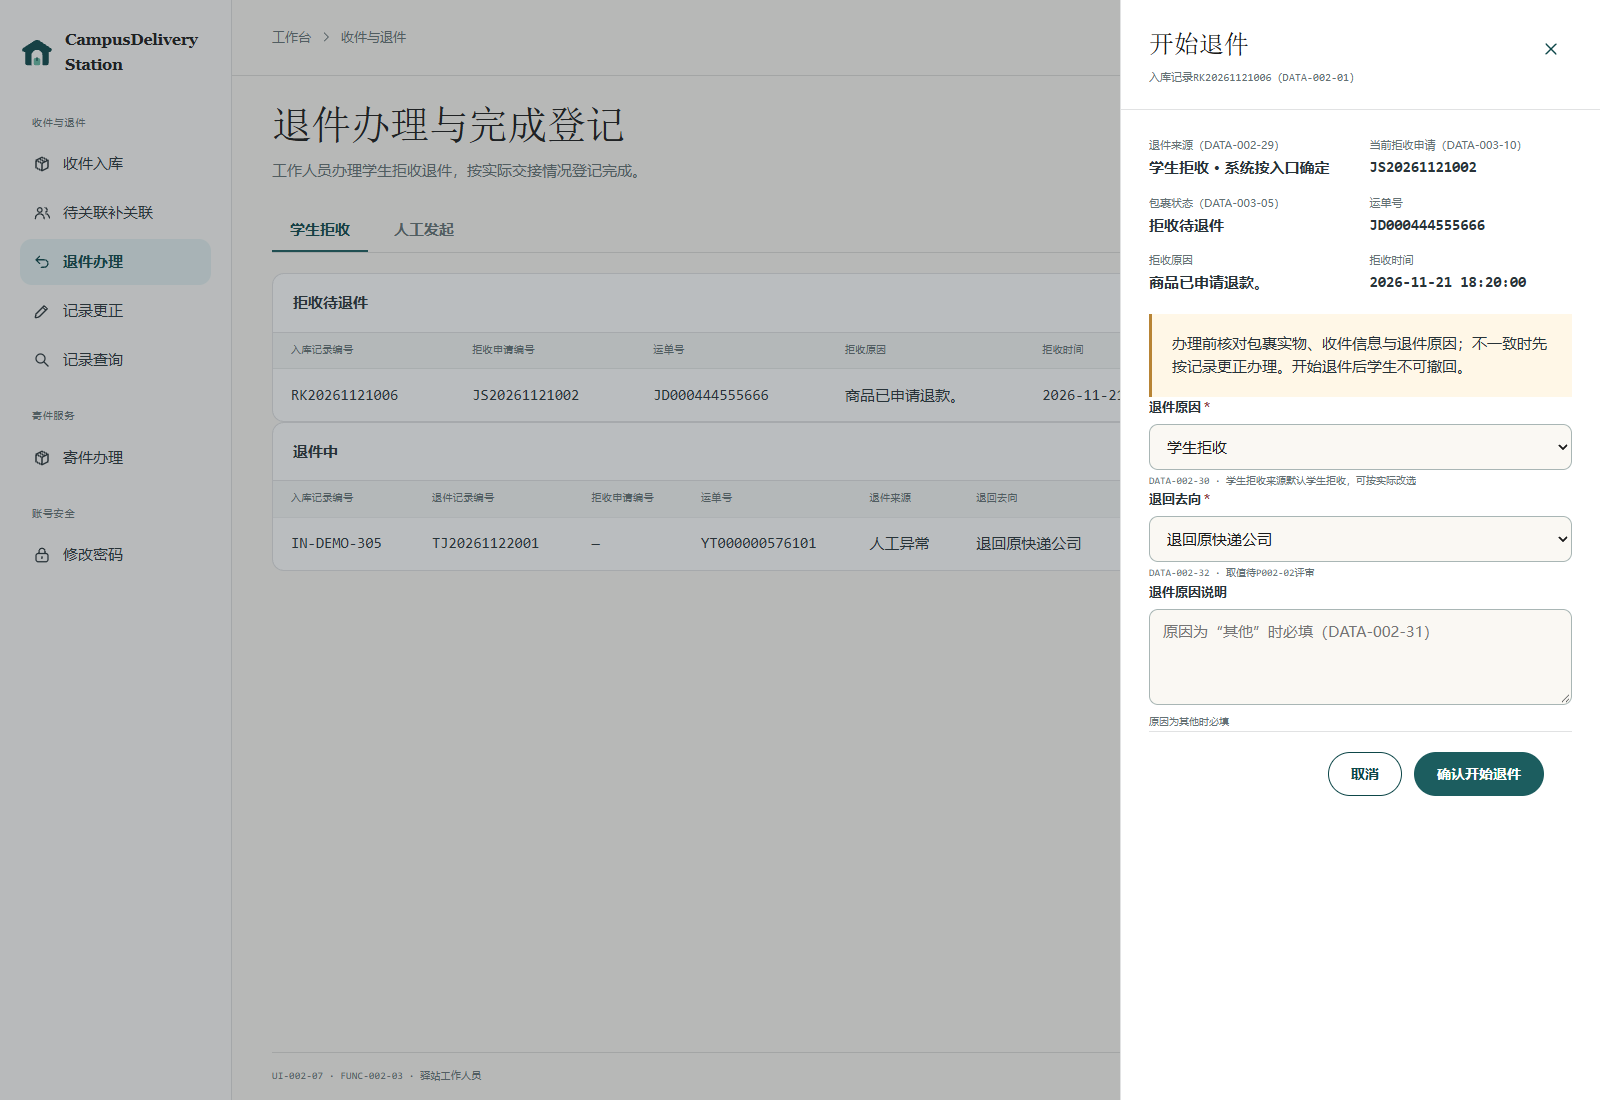 CampusDelivery
Station
收件与退件
收件入库
待关联补关联
退件办理
记录更正
记录查询
寄件服务
寄件办理
账号安全
修改密码
工作台 > 收件与退件
退件办理与完成登记
工作人员办理学生拒收退件，按实际交接情况登记完成。
学生拒收 人工发起
拒收待退件
入库记录编号 拒收申请编号 运单号 拒收原因 拒收时间
RK20261121006 JS20261121002 JD000444555666 商品已申请退款。 2026-11-21
退件中
入库记录编号 退件记录编号 拒收申请编号 运单号 退件来源 退回去向
IN-DEMO-305 TJ20261122001 — YT000000576101 人工异常 退回原快递公司
UI-002-07 · FUNC-002-03 · 驿站工作人员
开始退件
入库记录RK20261121006 (DATA-002-01)
退件来源（DATA-002-29） 当前拒收申请（DATA-003-10）
学生拒收 · 系统按入口确定 JS20261121002
包裹状态（DATA-003-05） 运单号
拒收待退件 JD000444555666
拒收原因 拒收时间
商品已申请退款。 2026-11-21 18:20:00
办理前核对包裹实物、收件信息与退件原因；不一致时先
按记录更正办理。开始退件后学生不可撤回。
退件原因 *
学生拒收
DATA-002-30 · 学生拒收来源默认学生拒收，可按实际改选
退回去向 *
退回原快递公司
DATA-002-32 · 取值待P002-02评审
退件原因说明
原因为“其他”时必填（DATA-002-31）
原因为其他时必填
取消 确认开始退件